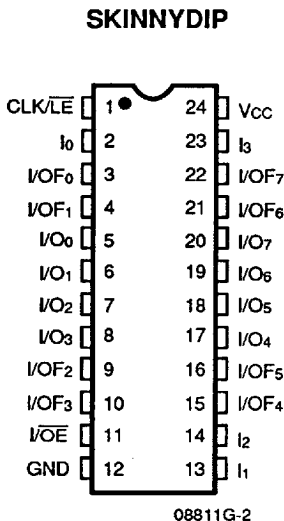 SKINNYDIP
CLK/L̅E̅ 1 24 VCC
I0 2 23 I3
I/OF0 3 22 I/OF7
I/OF1 4 21 I/OF6
I/O0 5 20 I/O7
I/O1 6 19 I/O6
I/O2 7 18 I/O5
I/O3 8 17 I/O4
I/OF2 9 16 I/OF5
I/OF3 10 15 I/OF4
I/O̅E̅ 11 14 I2
GND 12 13 I1
08811G-2